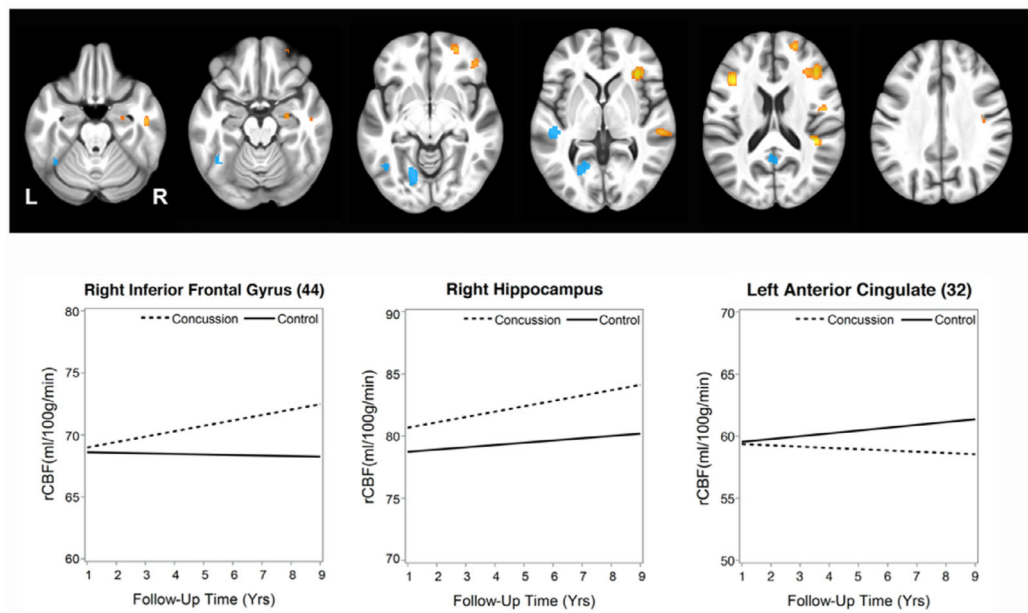 L R
Right Inferior Frontal Gyrus (44)
Concussion Control
80
75
70
65
60
rCBF(ml/100g/min)
1 2 3 4 5 6 7 8 9
Follow-Up Time (Yrs)
Right Hippocampus
Concussion Control
90
85
80
75
70
rCBF(ml/100g/min)
1 2 3 4 5 6 7 8 9
Follow-Up Time (Yrs)
Left Anterior Cingulate (32)
Concussion Control
70
65
60
55
50
rCBF(ml/100g/min)
1 2 3 4 5 6 7 8 9
Follow-Up Time (Yrs)